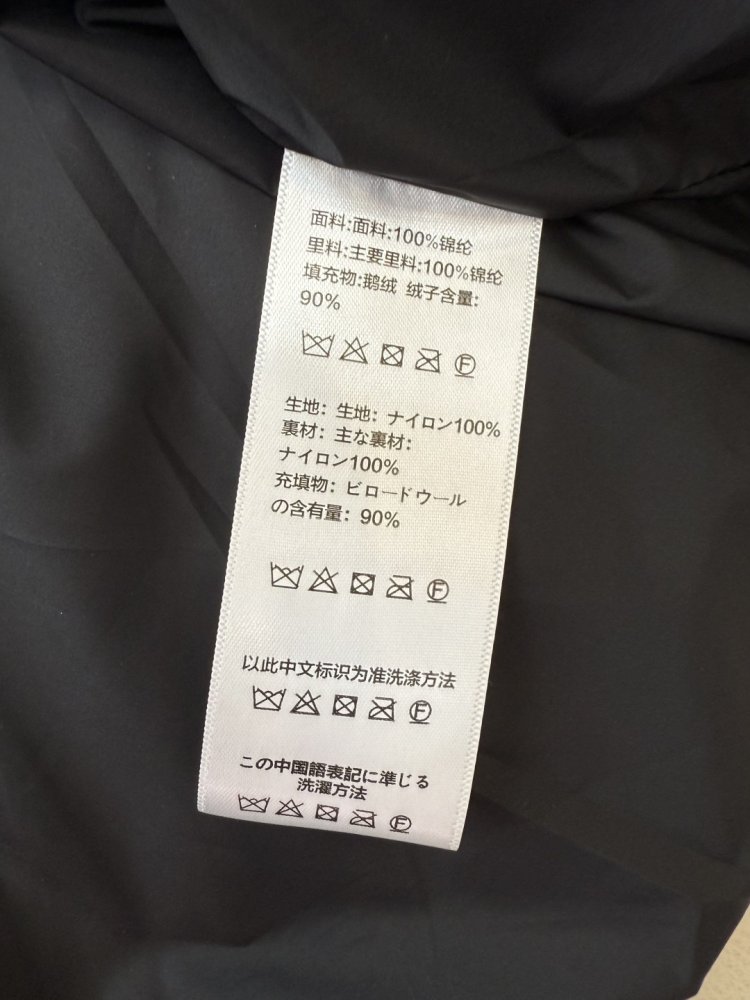 面料:面料:100%锦纶
里料:主要里料:100%锦纶
填充物:鹅绒 绒子含量:
90%
F
生地: 生地: ナイロン100%
裏材: 主な裏材:
ナイロン100%
充填物: ビロードウール
の含有量: 90%
F
以此中文标识为准洗涤方法
F
この中国語表記に準じる
洗濯方法
F